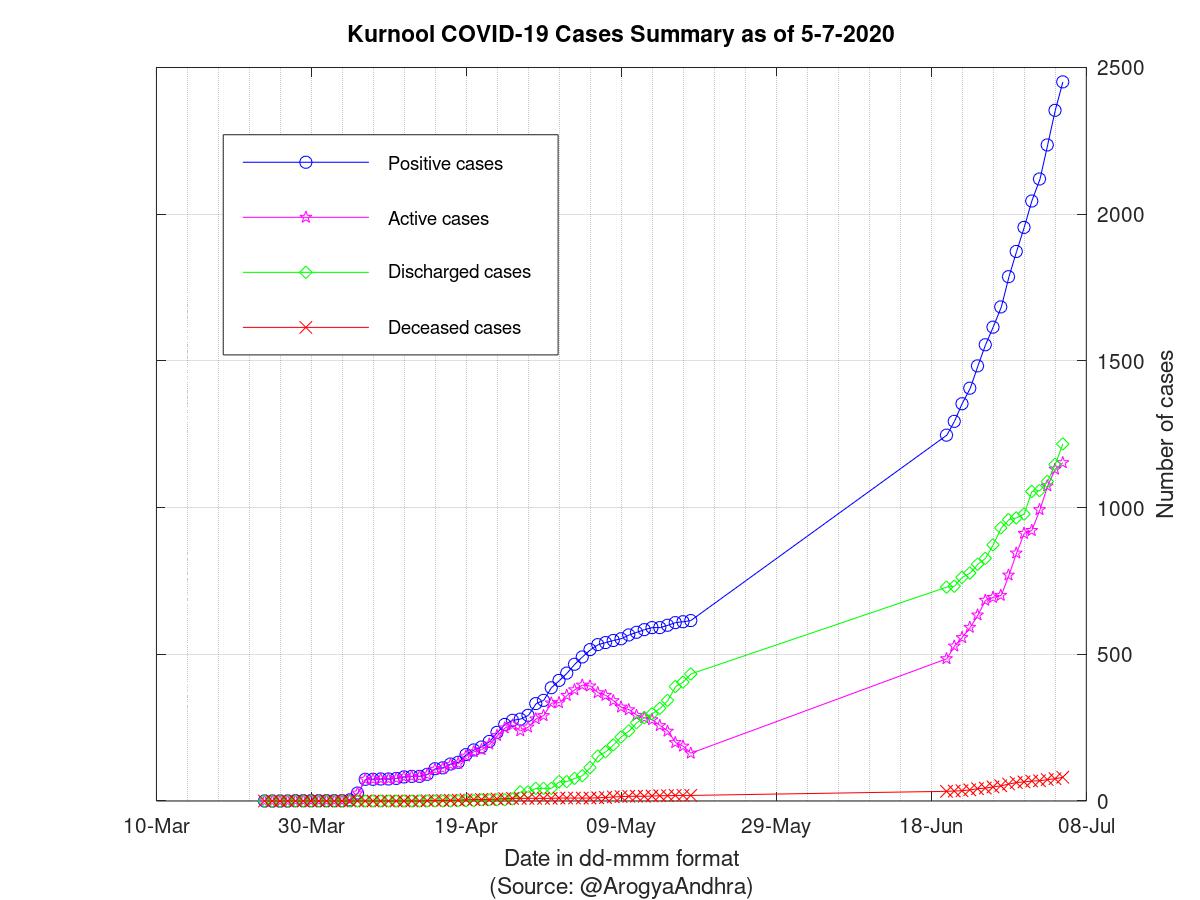 Kurnool COVID-19 Cases Summary as of 5-7-2020
Positive cases
Active cases
Discharged cases
Deceased cases
2500
2000
1500
1000
500
0
Number of cases
10-Mar 30-Mar 19-Apr 09-May 29-May 18-Jun 08-Jul
Date in dd-mmm format
(Source: @ArogyaAndhra)